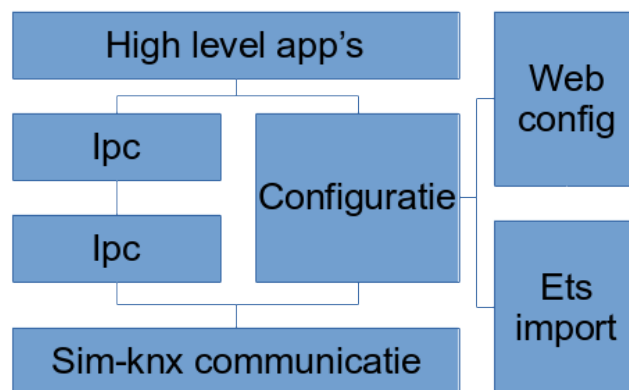 High level app's
Ipc
Ipc
Configuratie
Sim-knx communicatie
Web
config
Ets
import